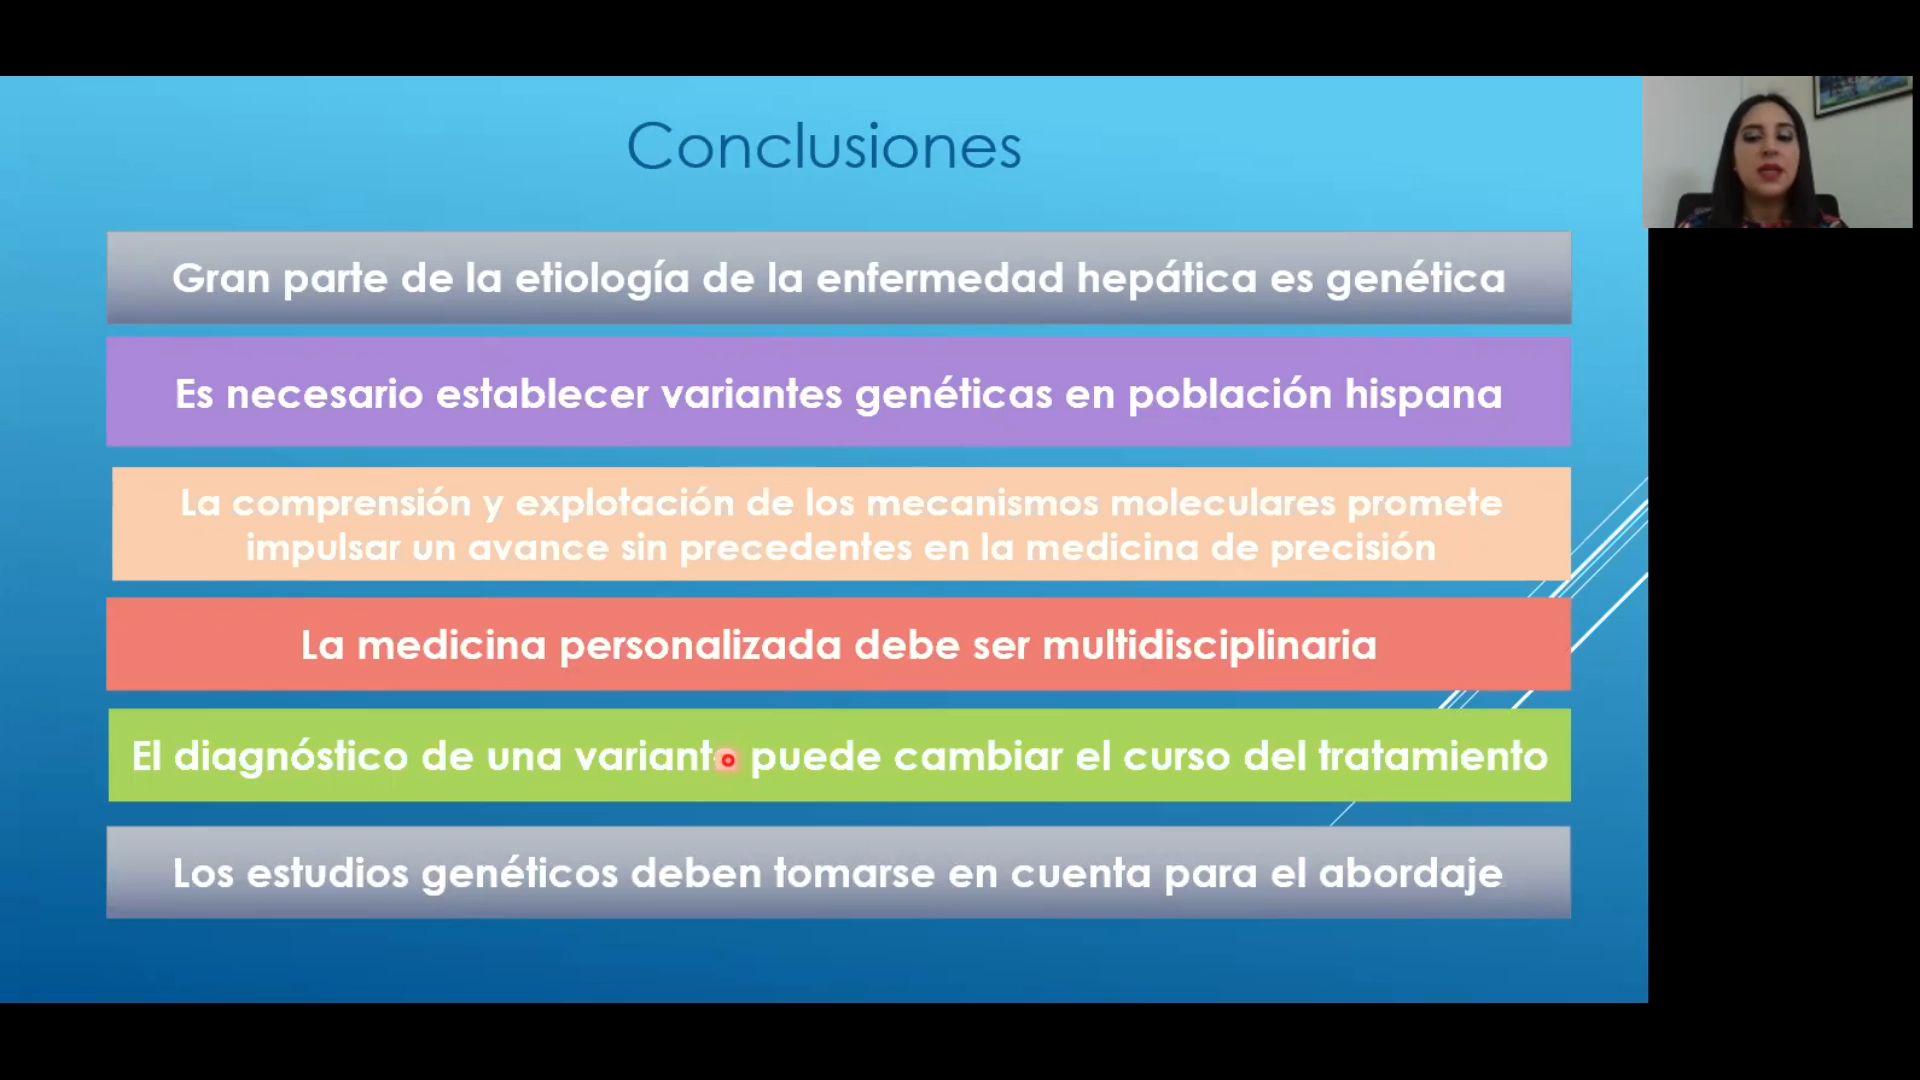 Conclusiones
Gran parte de la etiología de la enfermedad hepática es genética
Es necesario establecer variantes genéticas en población hispana
La comprensión y explotación de los mecanismos moleculares promete
impulsar un avance sin precedentes en la medicina de precisión
La medicina personalizada debe ser multidisciplinaria
El diagnóstico de una variante puede cambiar el curso del tratamiento
Los estudios genéticos deben tomarse en cuenta para el abordaje